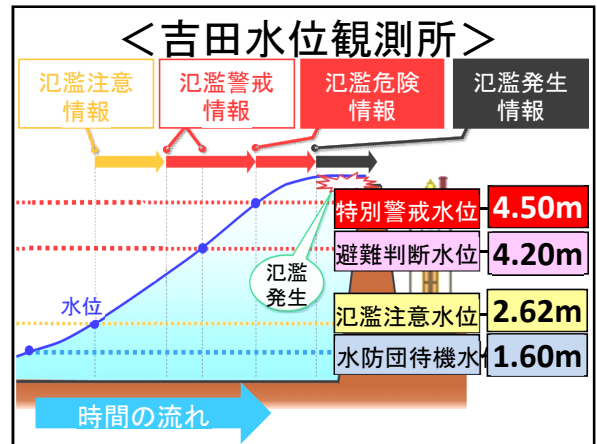 ＜吉田水位観測所＞
氾濫注意
情報
氾濫警戒
情報
氾濫危険
情報
氾濫発生
情報
特別警戒水位
4.50m
避難判断水位
4.20m
氾濫
発生
水位
氾濫注意水位
2.62m
水防団待機水
1.60m
時間の流れ